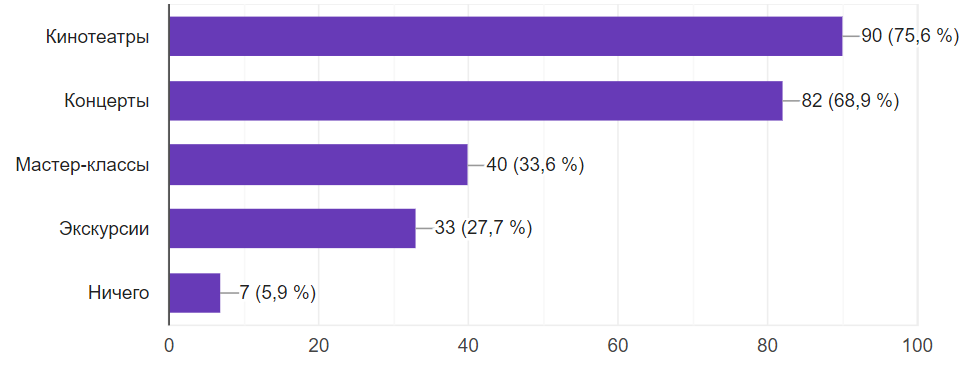 Кинотеатры
90 (75,6 %)
Концерты
82 (68,9 %)
Мастер-классы
40 (33,6 %)
Экскурсии
33 (27,7 %)
Ничего
7 (5,9 %)
0 20 40 60 80 100